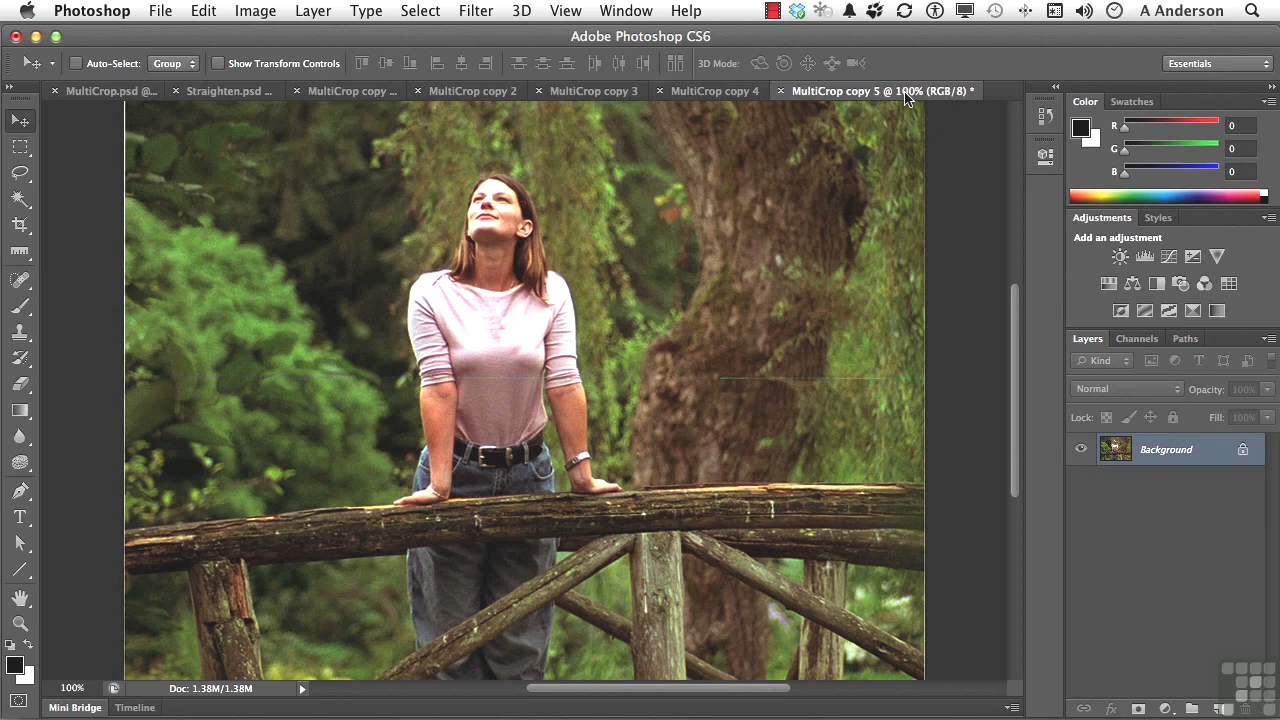 Photoshop File Edit Image Layer Type Select Filter 3D View Window Help A Anderson
Adobe Photoshop CS6
Auto-Select: Group Show Transform Controls 3D Mode: Essentials
MultiCrop.psd @... Straighten.psd ... MultiCrop copy ... MultiCrop copy 2 MultiCrop copy 3 MultiCrop copy 4 MultiCrop copy 5 @ 100% (RGB/8) *
Color Swatches
R 0
G 0
B 0
Adjustments Styles
Add an adjustment
Layers Channels Paths
Kind
Normal Opacity: 100%
Lock: Fill: 100%
Background
100% Doc: 1.38M/1.38M
Mini Bridge Timeline